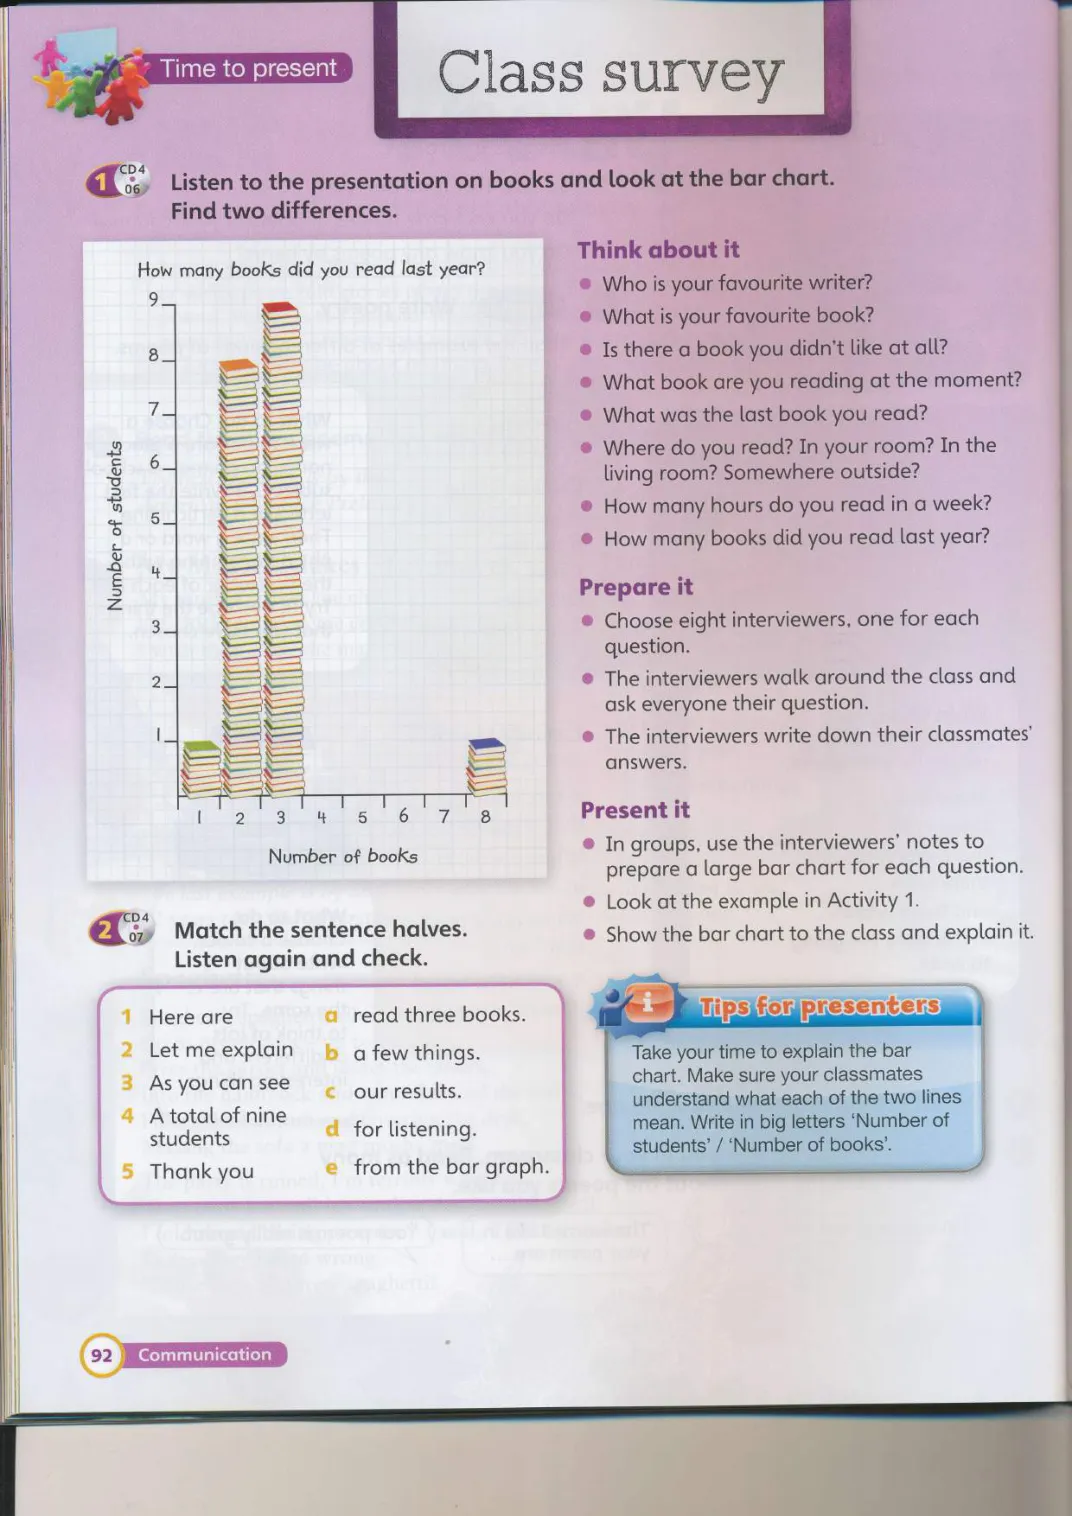 Time to present
Class survey
1 CD4 06
Listen to the presentation on books and look at the bar chart.
Find two differences.
How many books did you read last year?
9
8
7
6
5
4
3
2
1
Number of students
1 2 3 4 5 6 7 8
Number of books
Think about it
Who is your favourite writer?
What is your favourite book?
Is there a book you didn't like at all?
What book are you reading at the moment?
What was the last book you read?
Where do you read? In your room? In the
living room? Somewhere outside?
How many hours do you read in a week?
How many books did you read last year?
Prepare it
Choose eight interviewers, one for each
question.
The interviewers walk around the class and
ask everyone their question.
The interviewers write down their classmates'
answers.
Present it
In groups, use the interviewers' notes to
prepare a large bar chart for each question.
Look at the example in Activity 1.
Show the bar chart to the class and explain it.
2 CD4 07
Match the sentence halves.
Listen again and check.
1 Here are
2 Let me explain
3 As you can see
4 A total of nine
students
5 Thank you
a read three books.
b a few things.
c our results.
d for listening.
e from the bar graph.
i
Tips for presenters
Take your time to explain the bar
chart. Make sure your classmates
understand what each of the two lines
mean. Write in big letters 'Number of
students' / 'Number of books'.
92 Communication